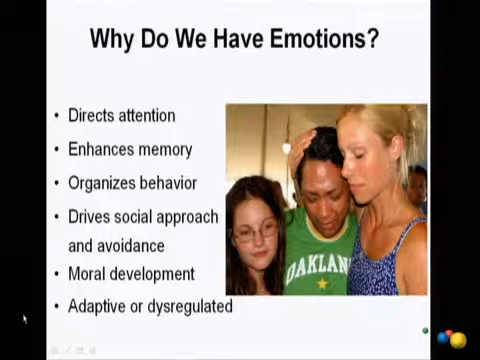 Why Do We Have Emotions?
• Directs attention
• Enhances memory
• Organizes behavior
• Drives social approach
and avoidance
• Moral development
• Adaptive or dysregulated
OAKLAN